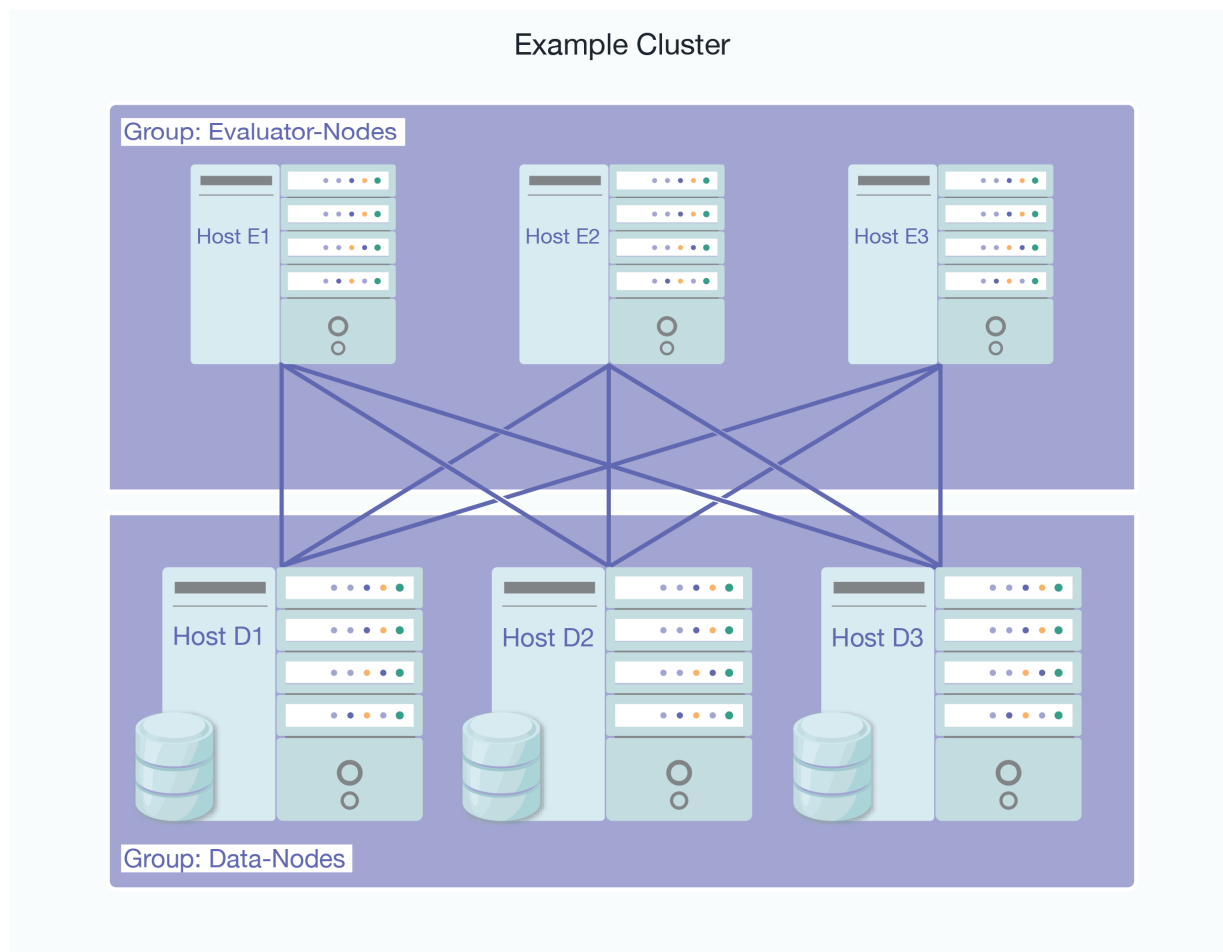 Example Cluster
Group: Evaluator-Nodes
Host E1
Host E2
Host E3
Host D1
Host D2
Host D3
Group: Data-Nodes